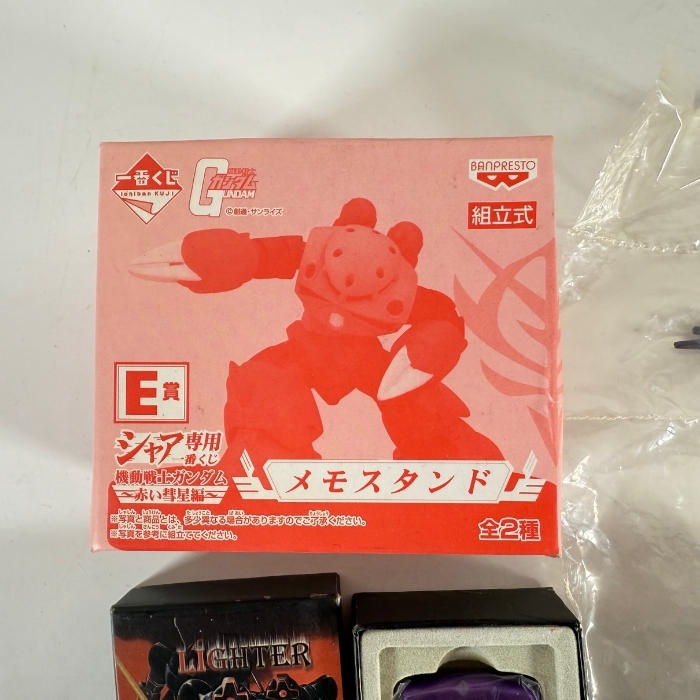 一番くじ
Ichiban KUJI
機動戦士
ガンダム
GUNDAM
©創通・サンライズ
BANPRESTO
組立式
E賞
シャア専用
一番くじ
機動戦士ガンダム
~赤い彗星編~
メモスタンド
※写真と商品とは、多少異なる場合がありますのでご了承ください。
※写真を参考に組立ててください。
全2種
LIGHTER